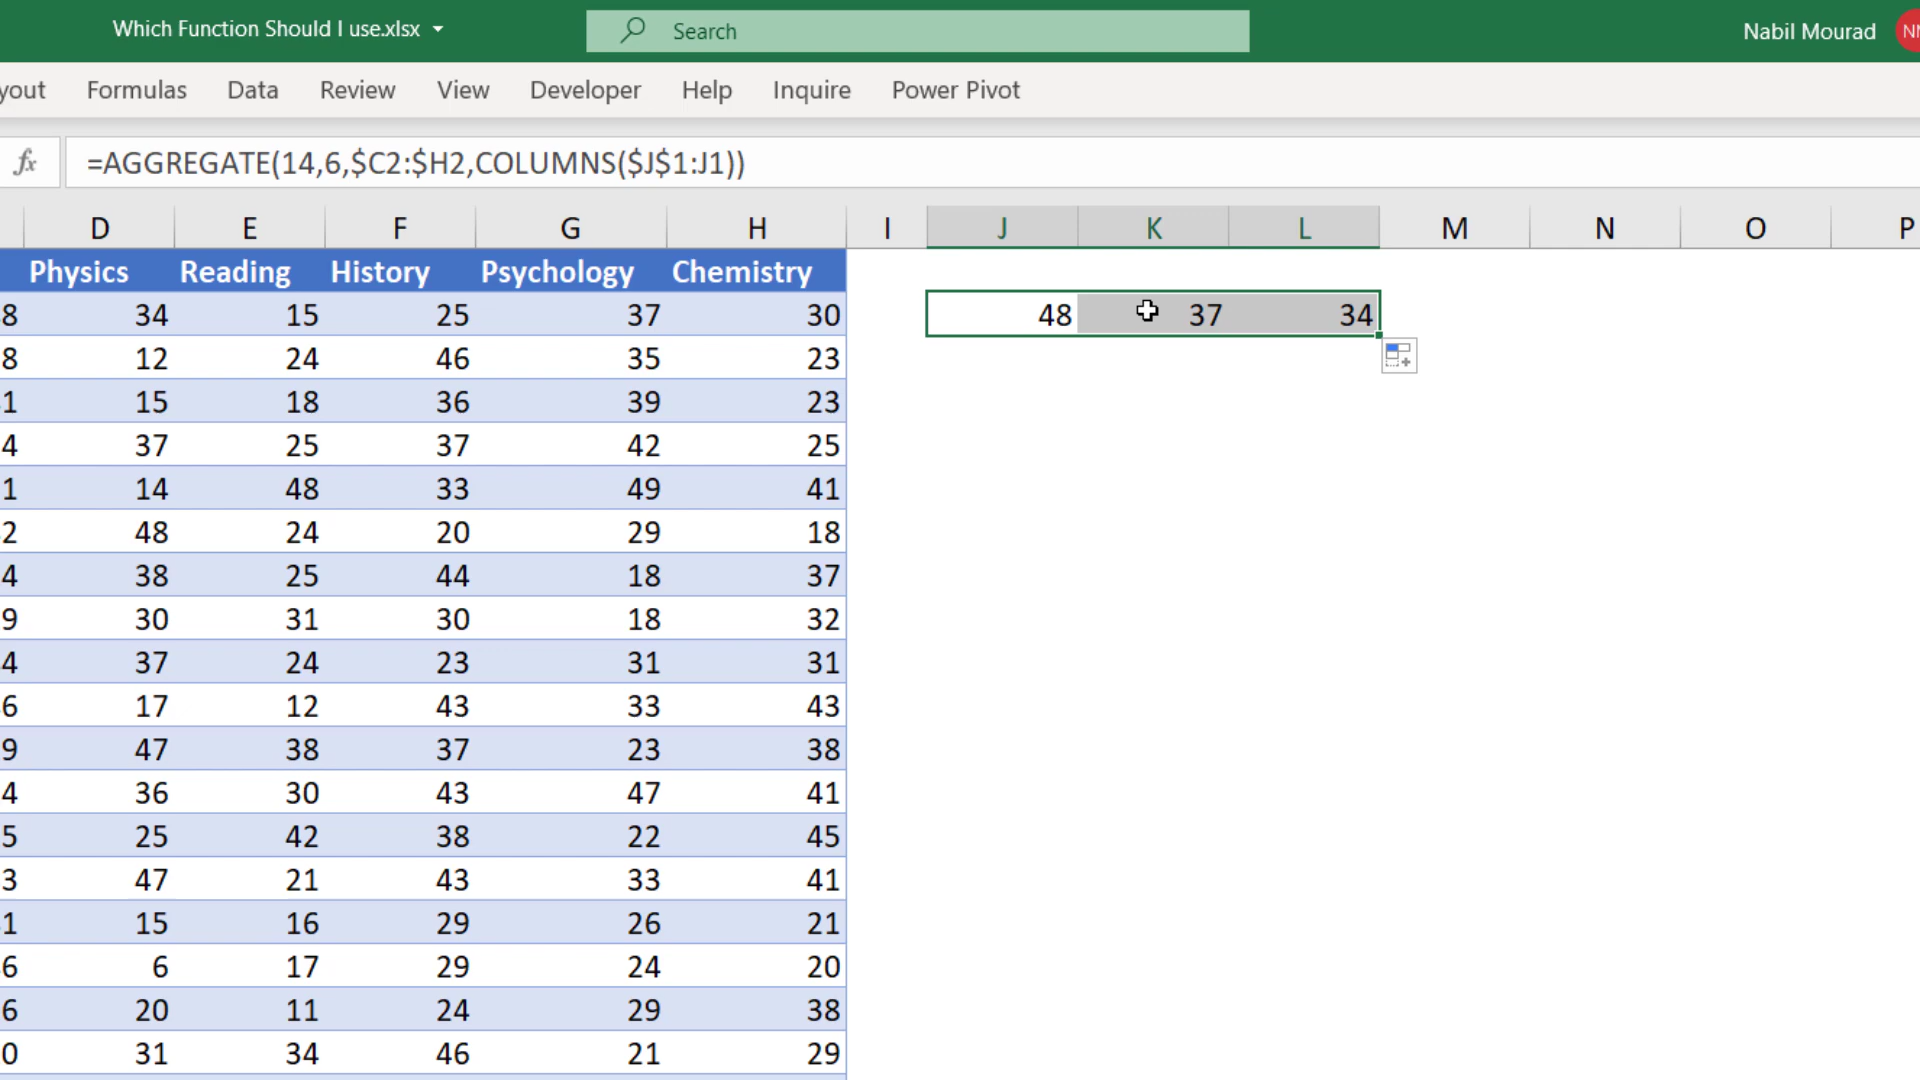 Which Function Should I use.xlsx Search Nabil Mourad
yout Formulas Data Review View Developer Help Inquire Power Pivot
fx =AGGREGATE(14,6,$C2:$H2,COLUMNS($J$1:J1))
D E F G H I J K L M N O P
Physics Reading History Psychology Chemistry
8 34 15 25 37 30 48 37 34
8 12 24 46 35 23
1 15 18 36 39 23
4 37 25 37 42 25
1 14 48 33 49 41
2 48 24 20 29 18
4 38 25 44 18 37
9 30 31 30 18 32
4 37 24 23 31 31
6 17 12 43 33 43
9 47 38 37 23 38
4 36 30 43 47 41
5 25 42 38 22 45
3 47 21 43 33 41
1 15 16 29 26 21
6 6 17 29 24 20
6 20 11 24 29 38
0 31 34 46 21 29